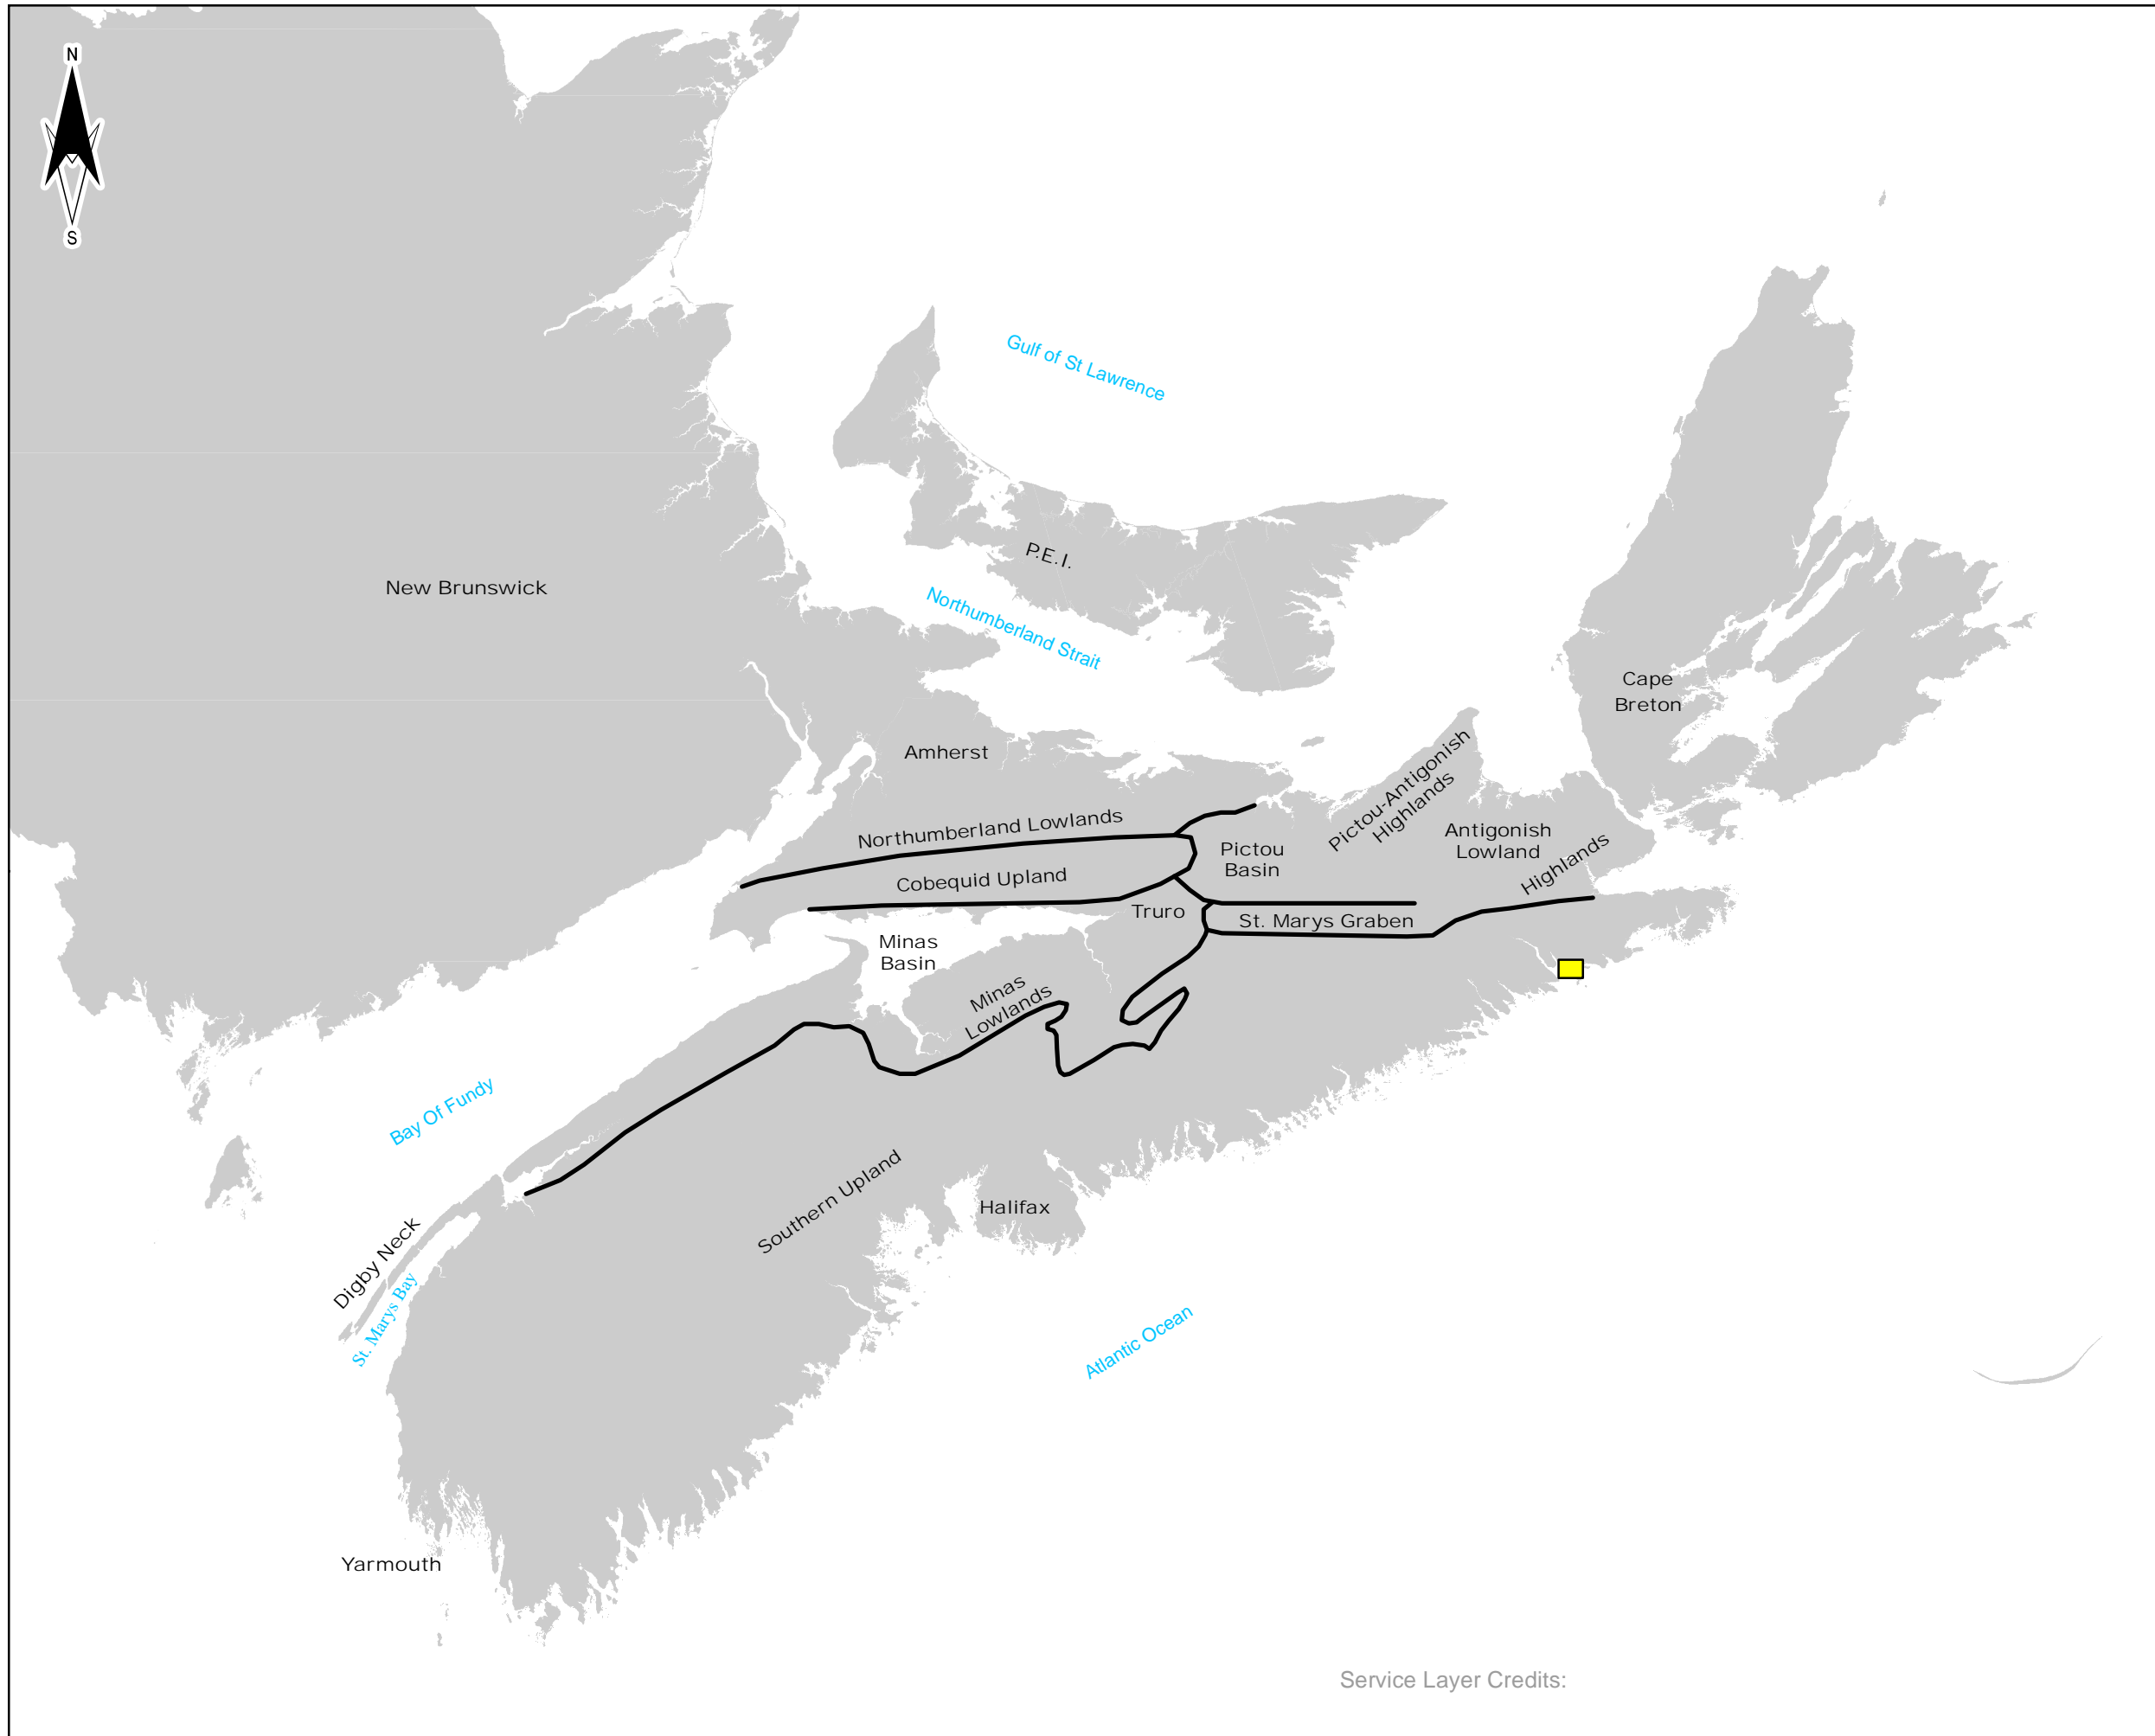 N
S
Gulf of St Lawrence
P.E.I.
New Brunswick
Northumberland Strait
Cape
Breton
Amherst
Pictou-Antigonish
Highlands
Northumberland Lowlands
Antigonish
Lowland
Pictou
Basin
Highlands
Cobequid Upland
Truro
St. Marys Graben
Minas
Basin
Minas
Lowlands
Bay Of Fundy
Southern Upland
Halifax
Digby Neck
St. Marys Bay
Atlantic Ocean
Yarmouth
Service Layer Credits: